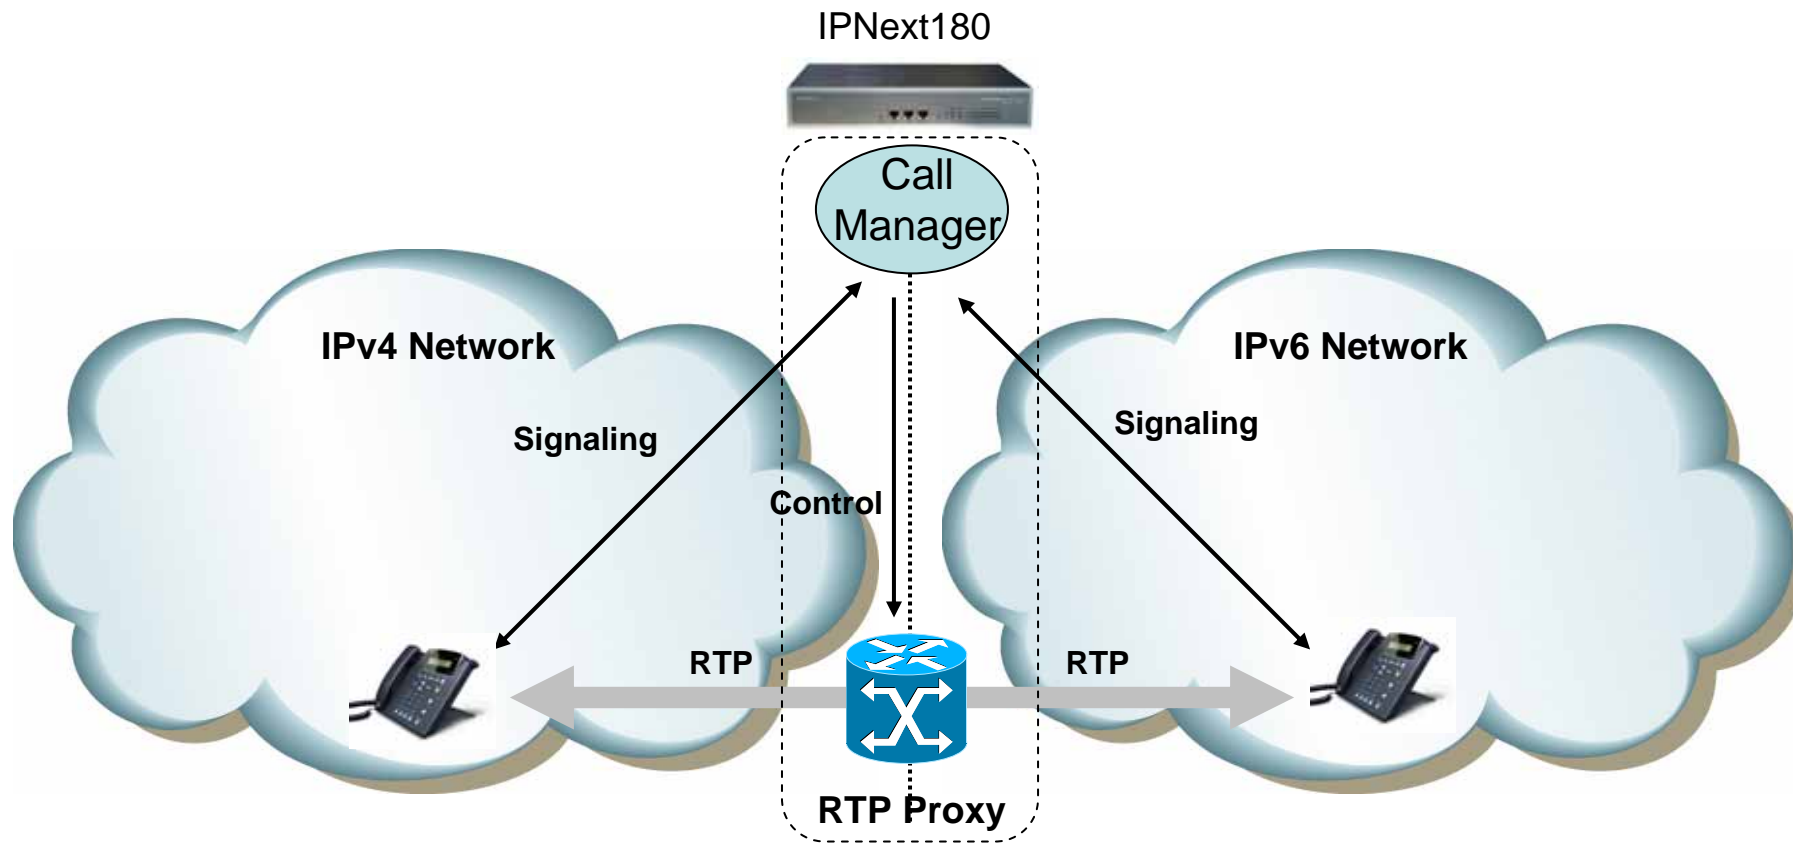 IPNext180
Call
Manager
IPv4 Network
IPv6 Network
Signaling
Signaling
Control
RTP
RTP
RTP Proxy